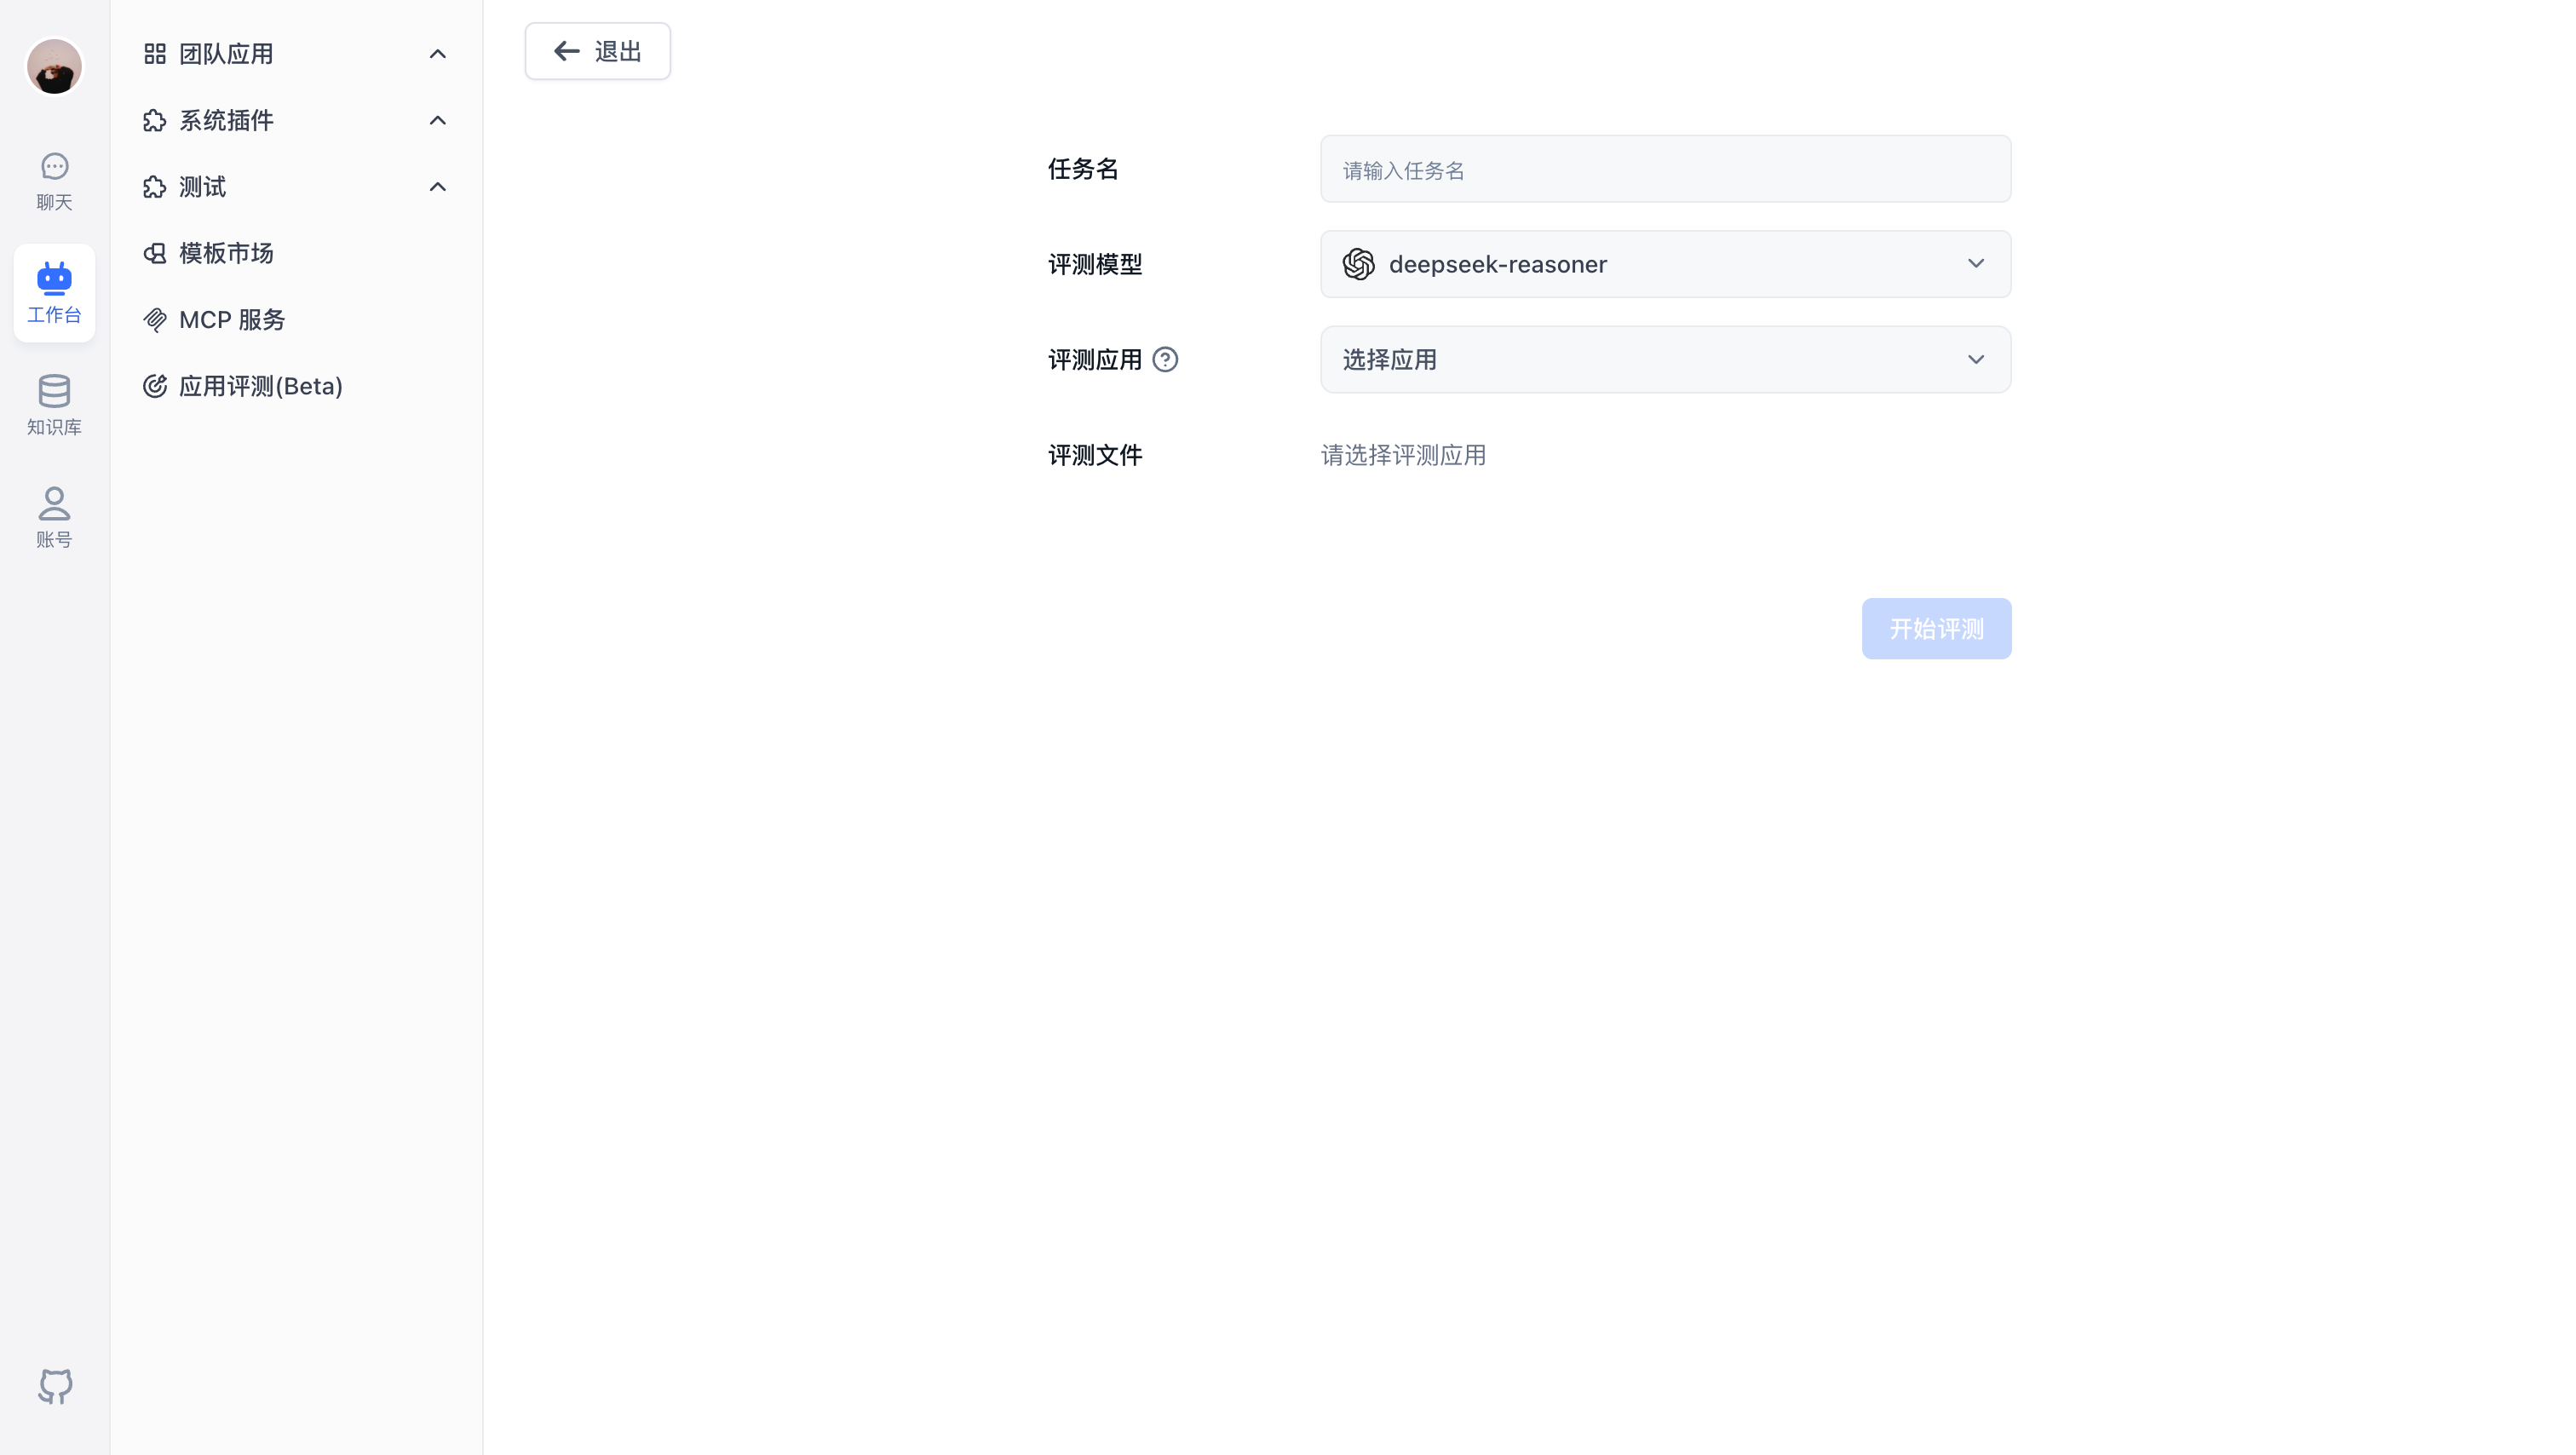 聊天
工作台
知识库
账号
团队应用
系统插件
测试
模板市场
MCP 服务
应用评测(Beta)
退出
任务名
请输入任务名
评测模型
deepseek-reasoner
评测应用
选择应用
评测文件
请选择评测应用
开始评测